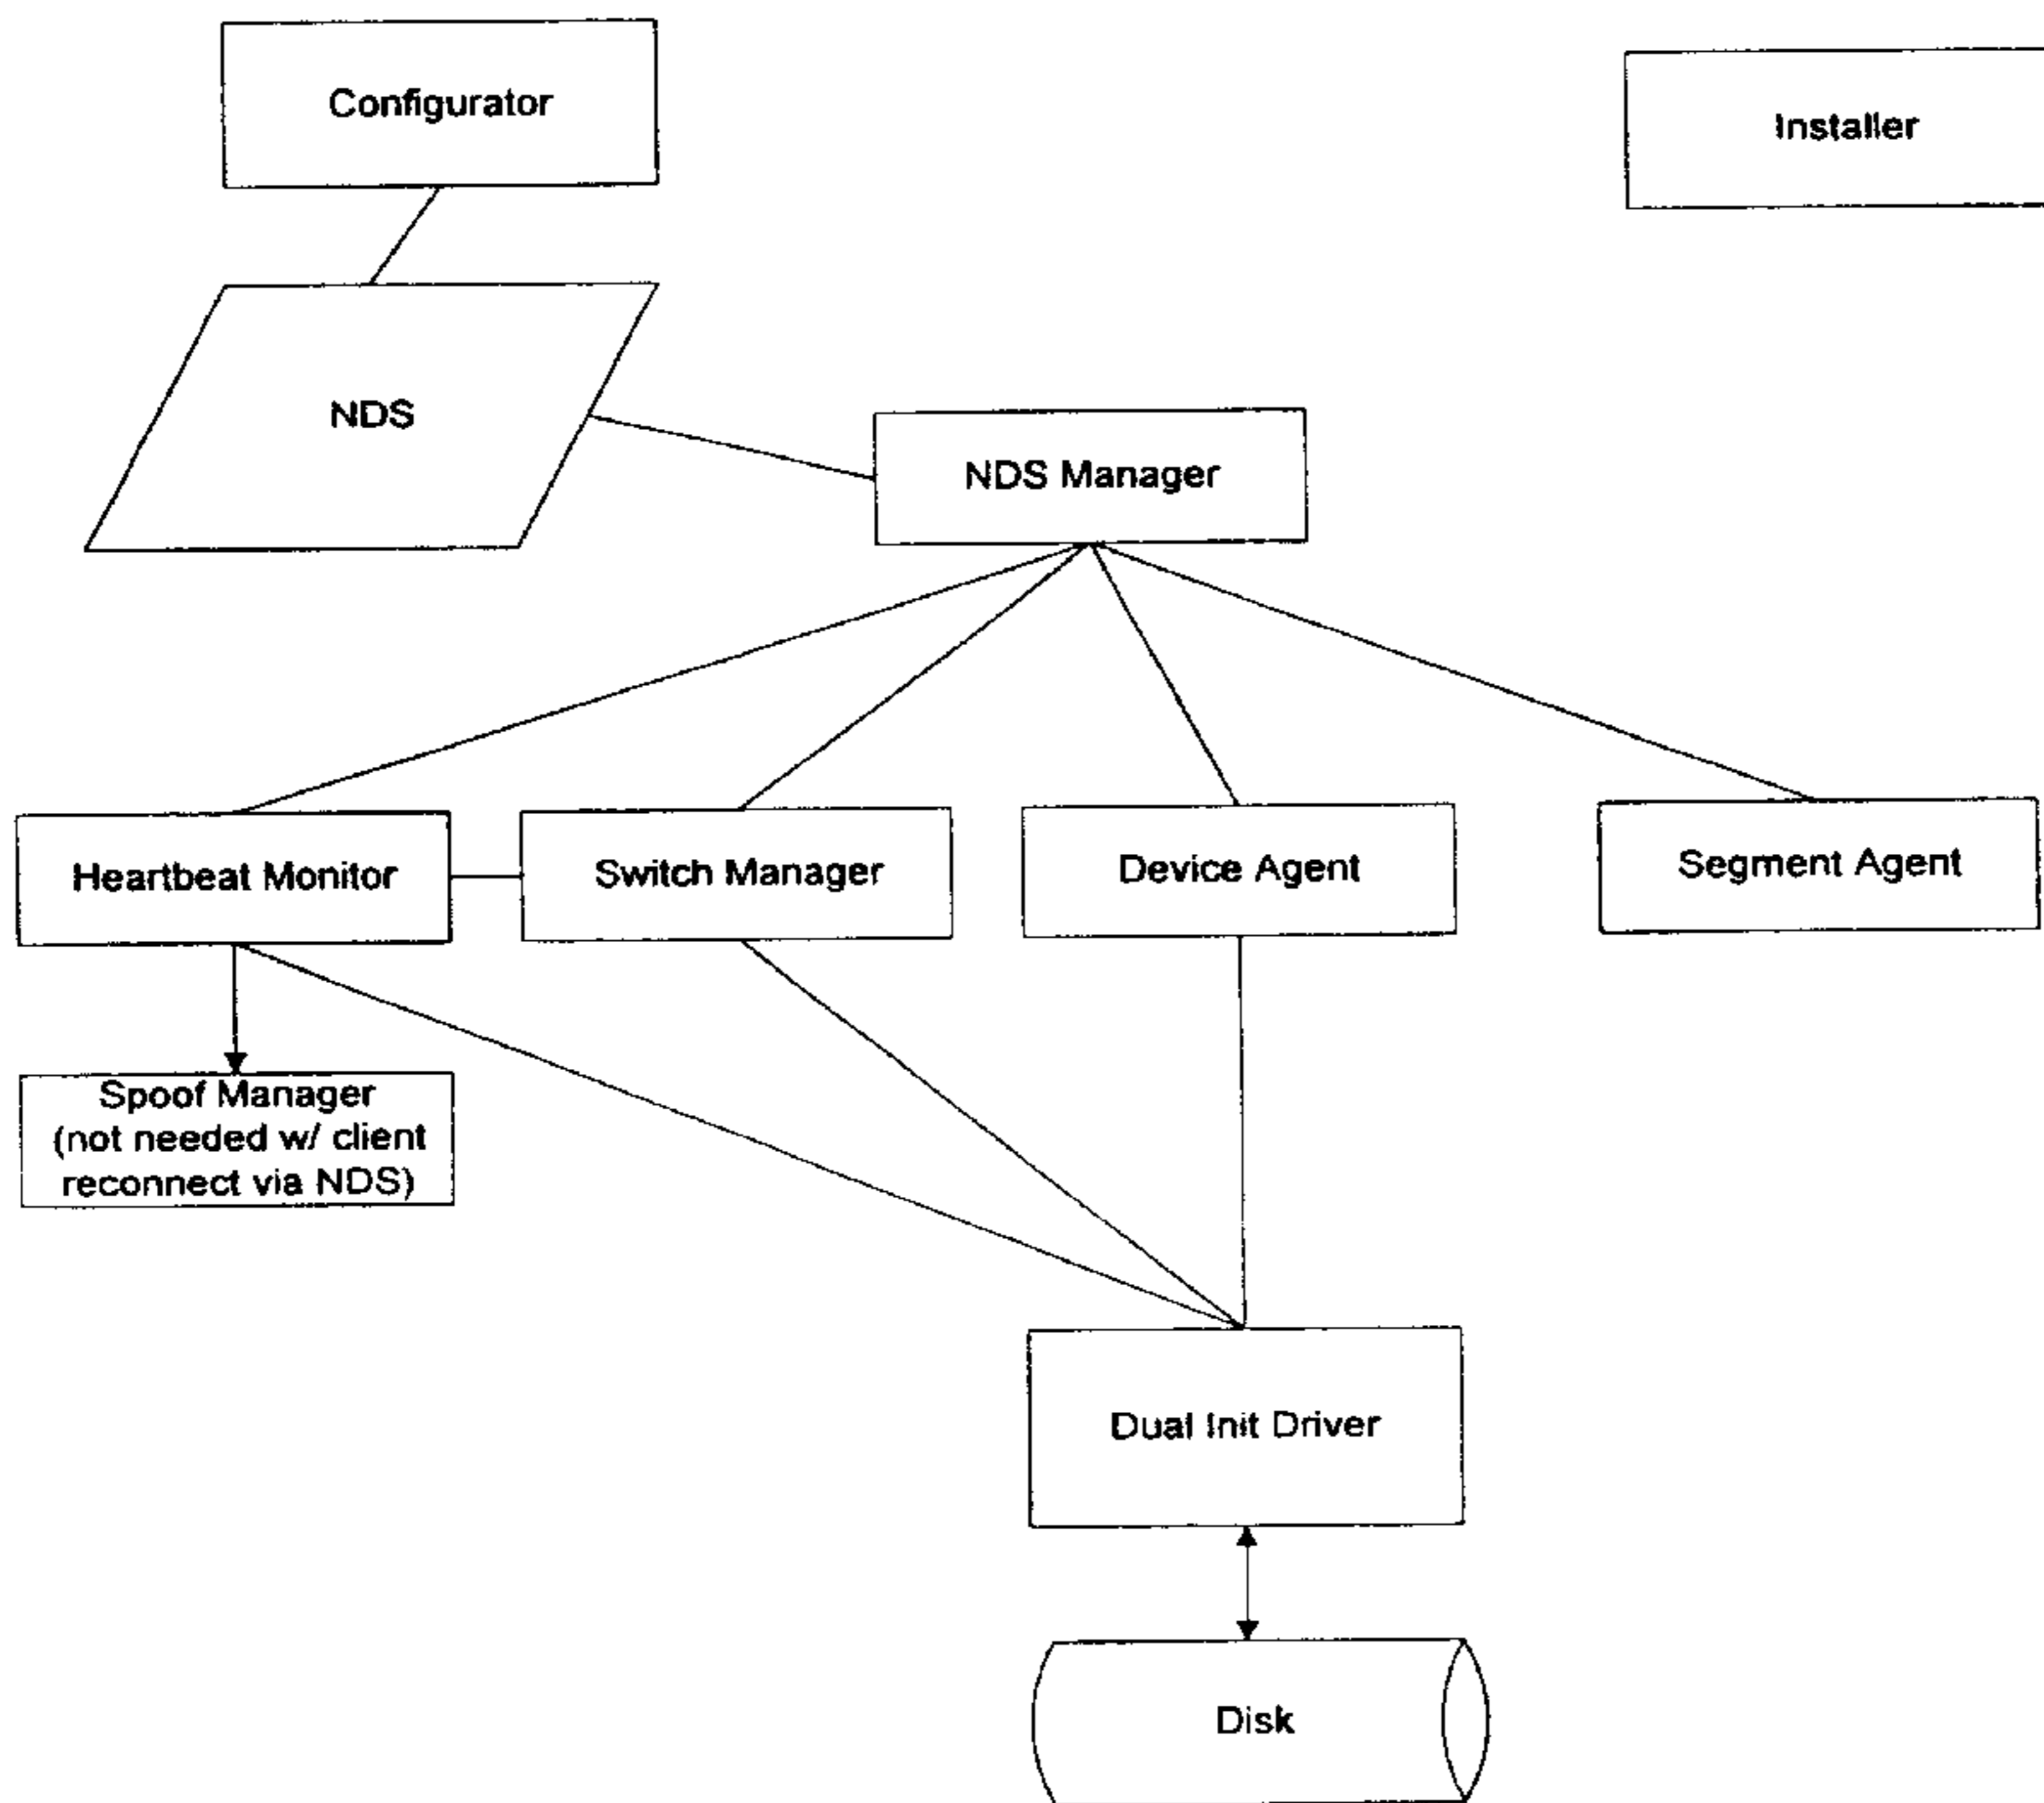 Configurator
Installer
NDS
NDS Manager
Heartbeat Monitor
Switch Manager
Device Agent
Segment Agent
Spoof Manager
(not needed w/ client
reconnect via NDS)
Dual Init Driver
Disk